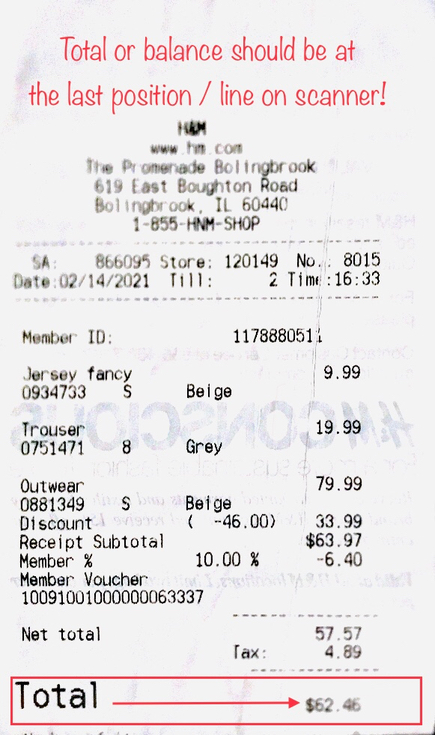 Total or balance should be at
the last position / line on scanner!
H&M
www.hm.com
The Promenade Bolingbrook
619 East Boughton Road
Bolingbrook, IL 60440
1-855-HNM-SHOP
SA: 866095 Store: 120149 No.: 8015
Date:02/14/2021 Till: 2 Time:16:33
Member ID: 1178880511
Jersey fancy 9.99
0934733 S Beige
Trouser 19.99
0751471 8 Grey
Outwear 79.99
0881349 S Beige
Discount ( -46.00) 33.99
Receipt Subtotal $63.97
Member % 10.00 % -6.40
Member Voucher
10091001000000063337
Net total 57.57
Tax: 4.89
Total $62.46